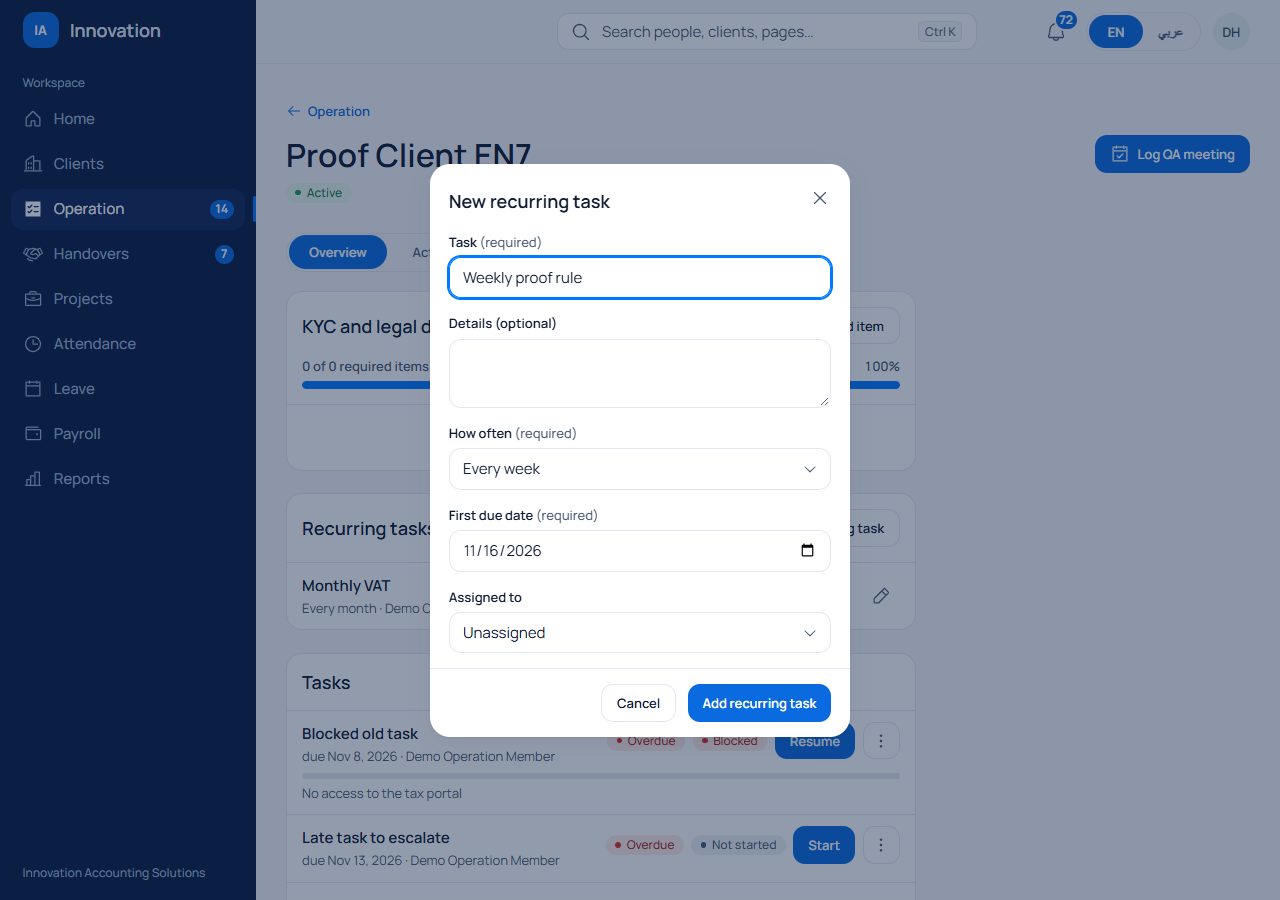 IA Innovation
Search people, clients, pages... Ctrl K
72
EN عربي
DH
Workspace
Home
Clients
Operation 14
Handovers 7
Projects
Attendance
Leave
Payroll
Reports
Innovation Accounting Solutions
← Operation
Proof Client EN7
Log QA meeting
Active
Overview
KYC and legal
item
0 of 0 required items
100%
Recurring tasks
task
Monthly VAT
Every month · Demo
Tasks
Blocked old task
due Nov 8, 2026 · Demo Operation Member
Overdue Blocked Resume
No access to the tax portal
Late task to escalate
due Nov 13, 2026 · Demo Operation Member
Overdue Not started Start
New recurring task
Task (required)
Weekly proof rule
Details (optional)
How often (required)
Every week
First due date (required)
11/16/2026
Assigned to
Unassigned
Cancel Add recurring task